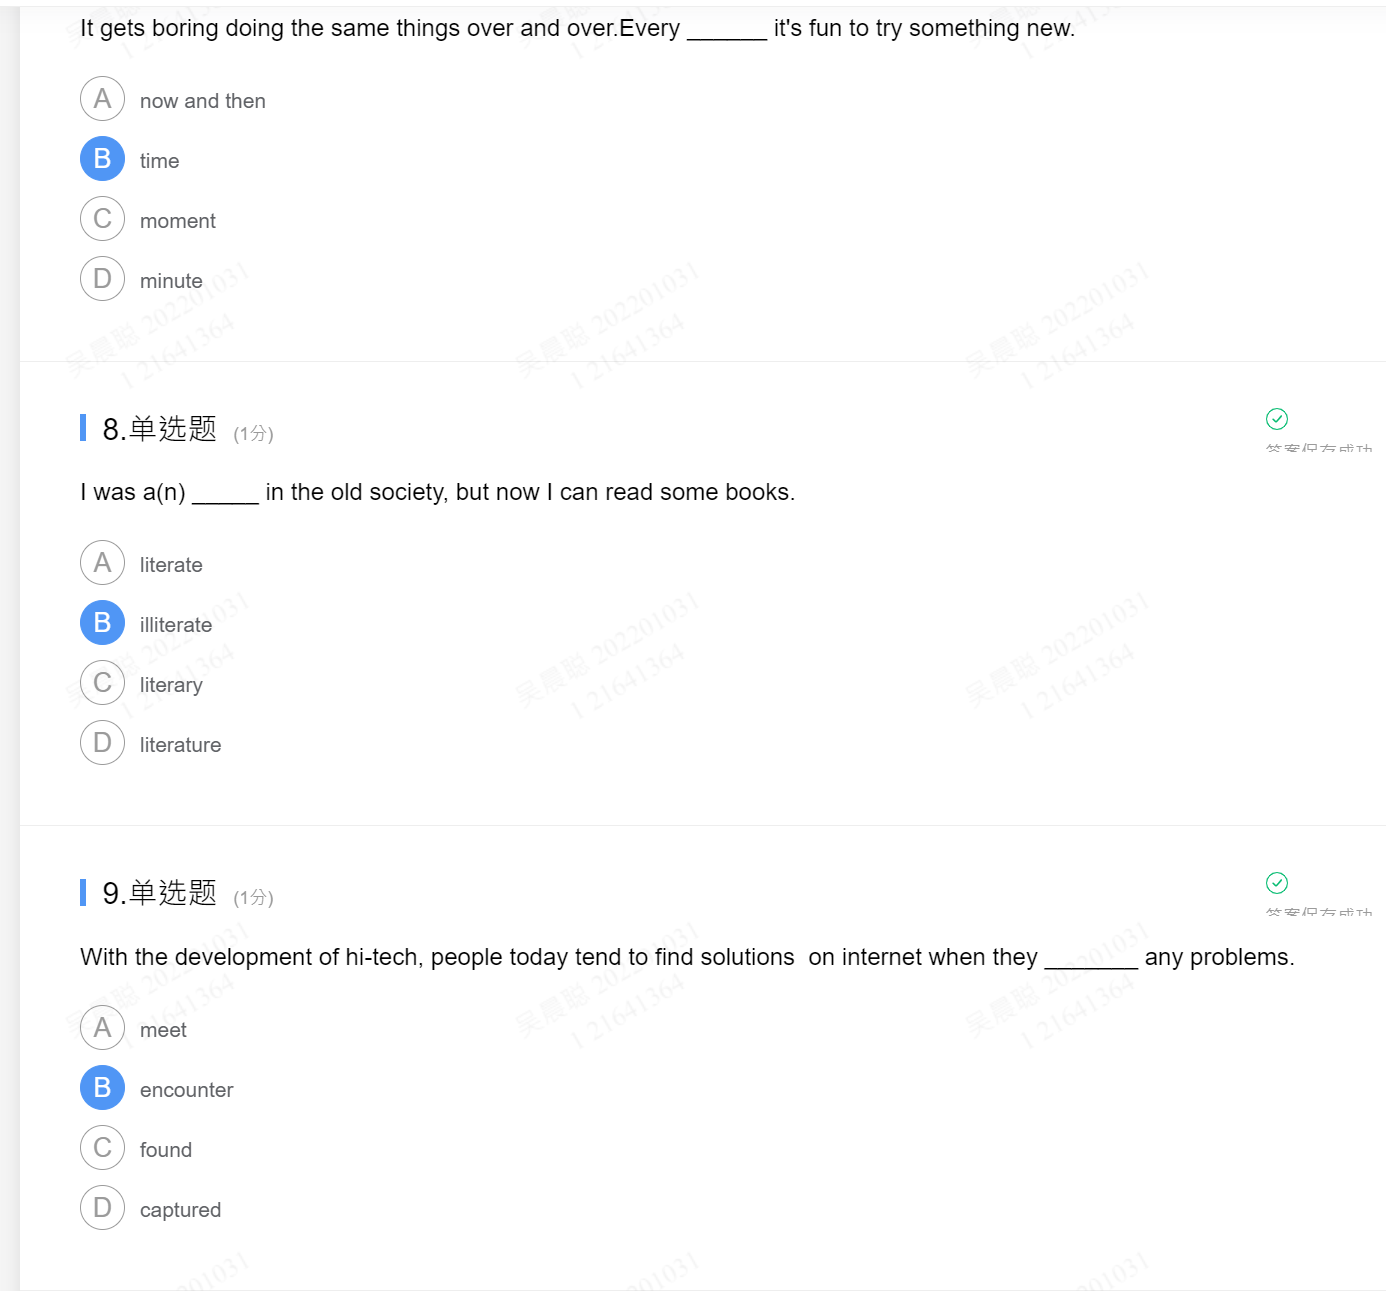 It gets boring doing the same things over and over.Every ______ it's fun to try something new.
A now and then
B time
C moment
D minute
8.单选题 (1分)
答案保存成功
I was a(n) _____ in the old society, but now I can read some books.
A literate
B illiterate
C literary
D literature
9.单选题 (1分)
答案保存成功
With the development of hi-tech, people today tend to find solutions  on internet when they _______ any problems.
A meet
B encounter
C found
D captured
吴晨聪 202201031
1 21641364